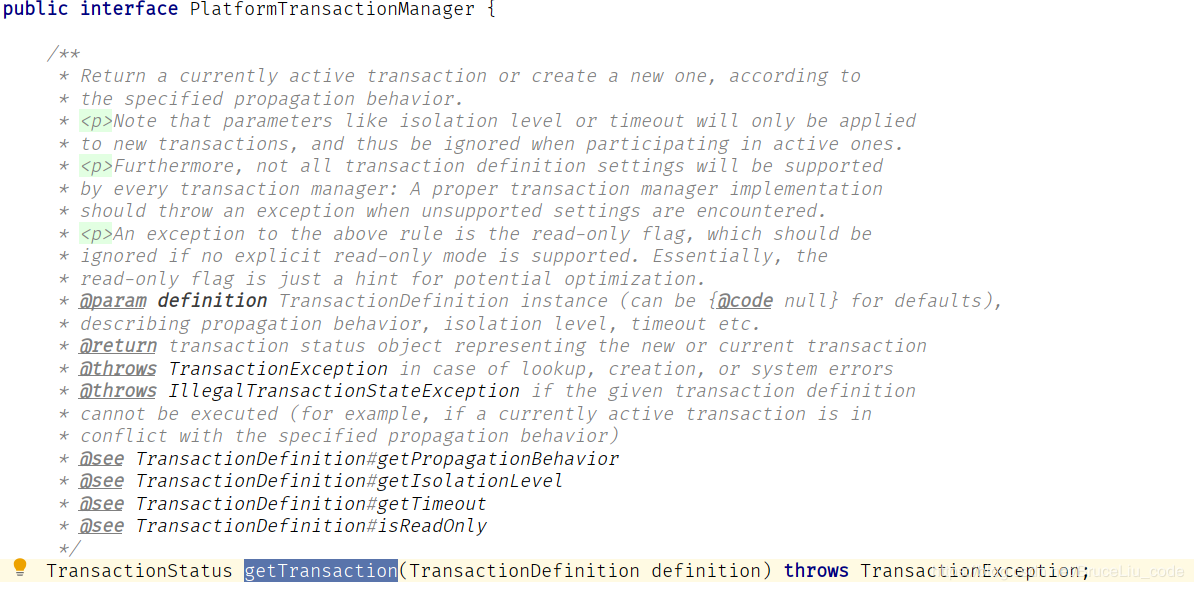 public interface PlatformTransactionManager {
/**
* Return a currently active transaction or create a new one, according to
* the specified propagation behavior.
* <p>Note that parameters like isolation level or timeout will only be applied
* to new transactions, and thus be ignored when participating in active ones.
* <p>Furthermore, not all transaction definition settings will be supported
* by every transaction manager: A proper transaction manager implementation
* should throw an exception when unsupported settings are encountered.
* <p>An exception to the above rule is the read-only flag, which should be
* ignored if no explicit read-only mode is supported. Essentially, the
* read-only flag is just a hint for potential optimization.
* @param definition TransactionDefinition instance (can be {@code null} for defaults),
* describing propagation behavior, isolation level, timeout etc.
* @return transaction status object representing the new or current transaction
* @throws TransactionException in case of lookup, creation, or system errors
* @throws IllegalTransactionStateException if the given transaction definition
* cannot be executed (for example, if a currently active transaction is in
* conflict with the specified propagation behavior)
* @see TransactionDefinition#getPropagationBehavior
* @see TransactionDefinition#getIsolationLevel
* @see TransactionDefinition#getTimeout
* @see TransactionDefinition#isReadOnly
*/
TransactionStatus getTransaction(TransactionDefinition definition) throws TransactionException;